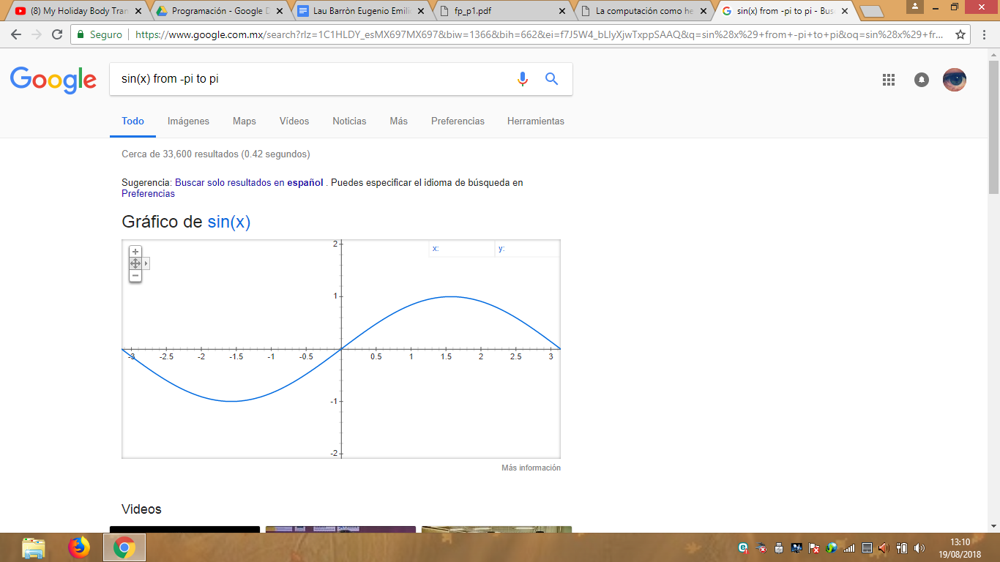 (8) My Holiday Body Tran
Programación - Google D
Lau Barròn Eugenio Emili
fp_p1.pdf
La computación como he
sin(x) from -pi to pi - Bus
Seguro
https://www.google.com.mx/search?rlz=1C1HLDY_esMX697MX697&biw=1366&bih=662&ei=f7J5W4_bLlyXjwTxppSAAQ&q=sin%28x%29+from+-pi+to+pi&oq=sin%28x%29+fr...
Google
sin(x) from -pi to pi
Todo
Imágenes
Maps
Vídeos
Noticias
Más
Preferencias
Herramientas
Cerca de 33,600 resultados (0.42 segundos)
Sugerencia: Buscar solo resultados en español . Puedes especificar el idioma de búsqueda en
Preferencias
Gráfico de sin(x)
x:
y:
2
1
-3 -2.5 -2 -1.5 -1 -0.5 0.5 1 1.5 2 2.5 3
-1
-2
Más información
Videos
13:10
19/08/2018